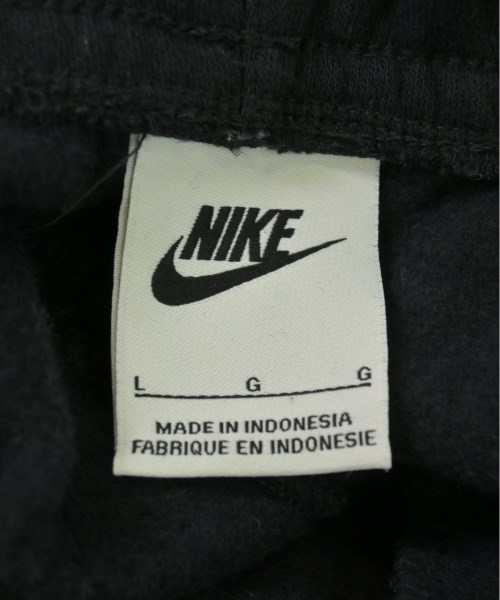 NIKE
L G G
MADE IN INDONESIA
FABRIQUE EN INDONESIE